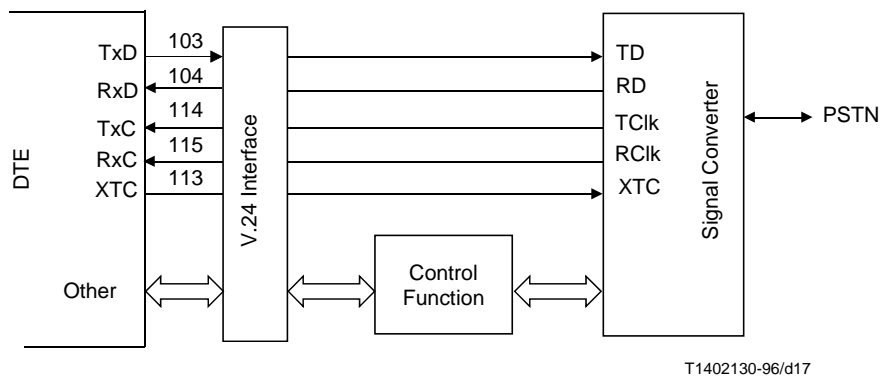 DTE
TxD
RxD
TxC
RxC
XTC
Other
103
104
114
115
113
V.24 Interface
Control
Function
TD
RD
TClk
RClk
XTC
Signal Converter
PSTN
T1402130-96/d17